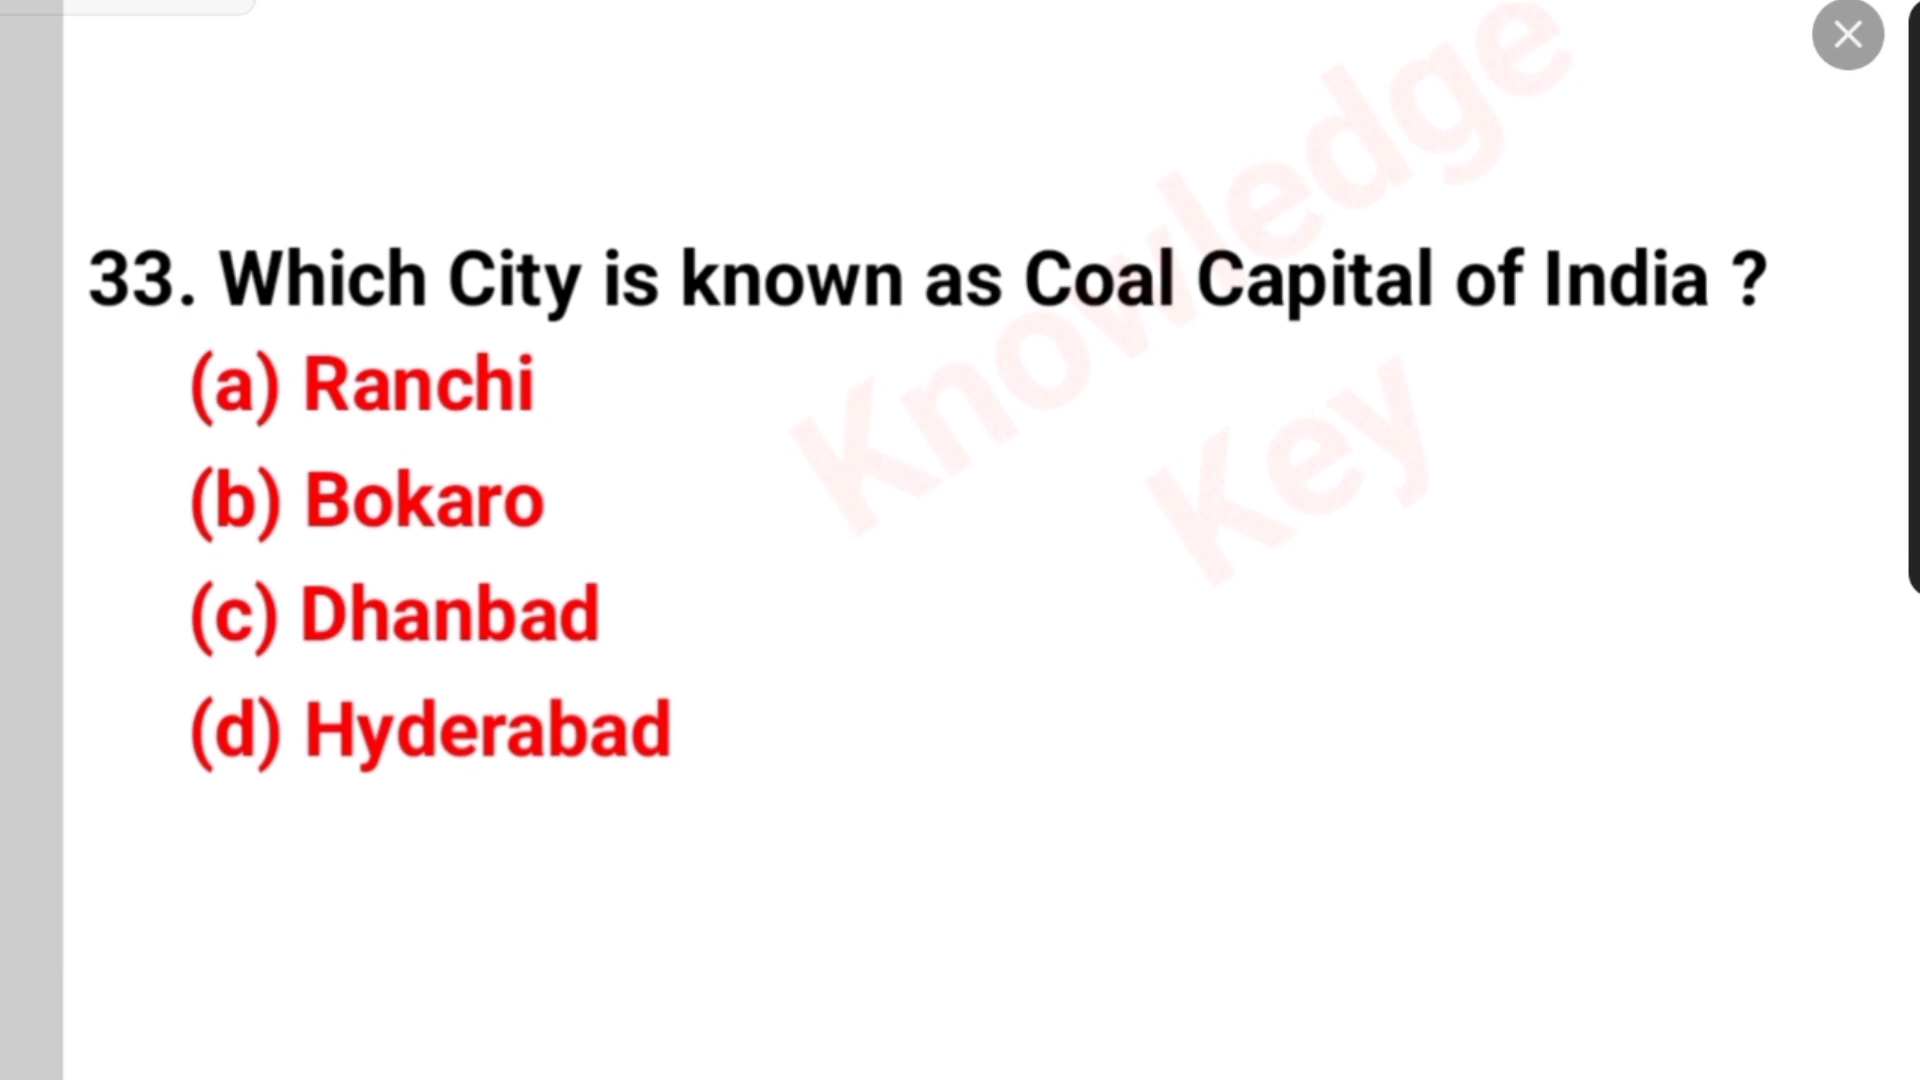 Knowledge
Key
33. Which City is known as Coal Capital of India ?
(a) Ranchi
(b) Bokaro
(c) Dhanbad
(d) Hyderabad